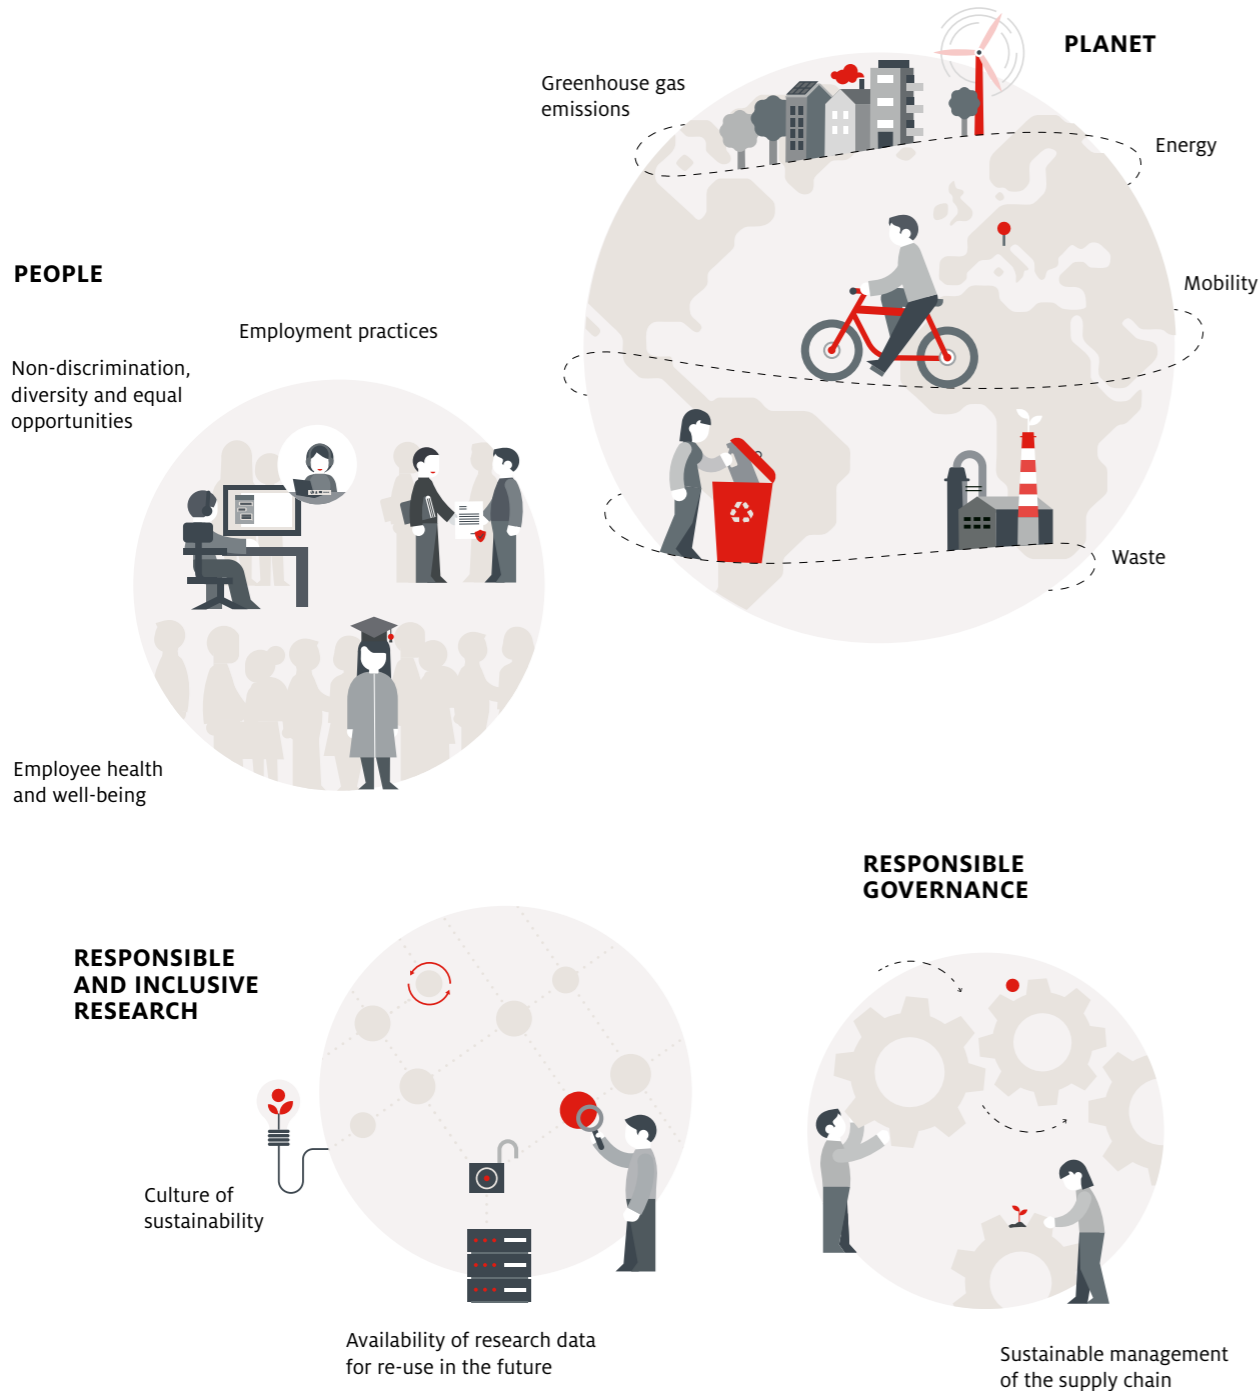 PLANET
Greenhouse gas
emissions
Energy
Mobility
Waste
PEOPLE
Employment practices
Non-discrimination,
diversity and equal
opportunities
Employee health
and well-being
RESPONSIBLE
AND INCLUSIVE
RESEARCH
Culture of
sustainability
Availability of research data
for re-use in the future
RESPONSIBLE
GOVERNANCE
Sustainable management
of the supply chain